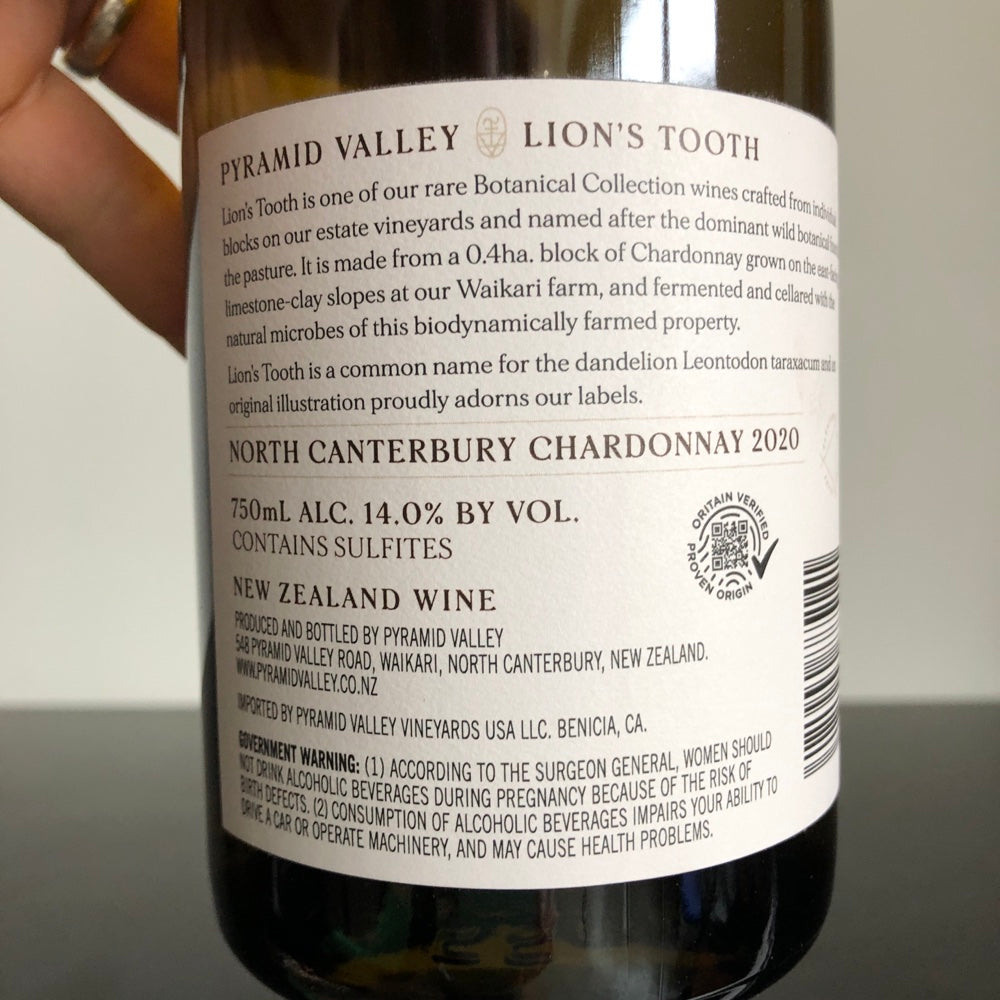 PYRAMID VALLEY LION'S TOOTH
Lion's Tooth is one of our rare Botanical Collection wines crafted from
blocks on our estate vineyards and named after the dominant wild botanical
the pasture. It is made from a 0.4ha. block of Chardonnay grown on the
limestone-clay slopes at our Waikari farm, and fermented and cellared with the
natural microbes of this biodynamically farmed property.
Lion's Tooth is a common name for the dandelion Leontodon taraxacum and
original illustration proudly adorns our labels.
NORTH CANTERBURY CHARDONNAY 2020
750mL ALC. 14.0% BY VOL.
CONTAINS SULFITES
ORITAIN VERIFIED
PROVEN ORIGIN
NEW ZEALAND WINE
PRODUCED AND BOTTLED BY PYRAMID VALLEY
548 PYRAMID VALLEY ROAD, WAIKARI, NORTH CANTERBURY, NEW ZEALAND.
WWW.PYRAMIDVALLEY.CO.NZ
IMPORTED BY PYRAMID VALLEY VINEYARDS USA LLC. BENICIA, CA.
GOVERNMENT WARNING: (1) ACCORDING TO THE SURGEON GENERAL, WOMEN SHOULD
NOT DRINK ALCOHOLIC BEVERAGES DURING PREGNANCY BECAUSE OF THE RISK OF
BIRTH DEFECTS. (2) CONSUMPTION OF ALCOHOLIC BEVERAGES IMPAIRS YOUR ABILITY TO
DRIVE A CAR OR OPERATE MACHINERY, AND MAY CAUSE HEALTH PROBLEMS.